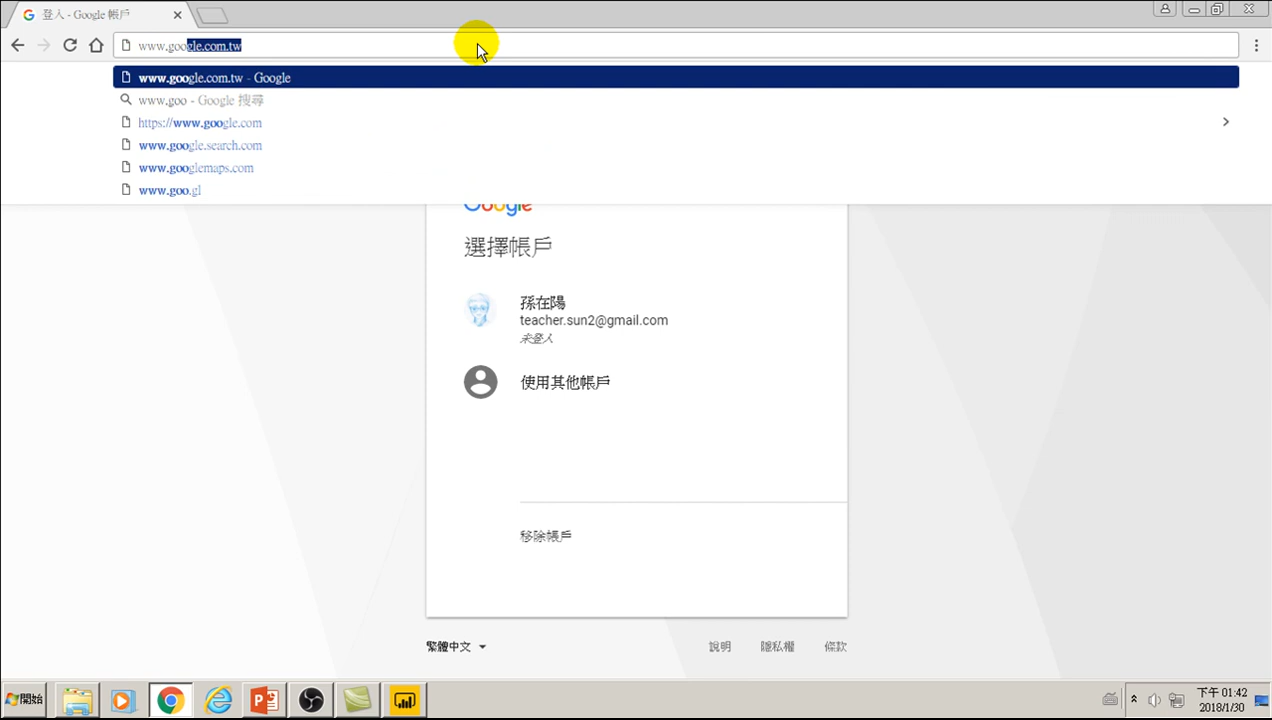 登入 - Google 帳戶
www.google.com.tw
www.google.com.tw - Google
www.goo - Google 搜尋
https://www.google.com
www.google.search.com
www.googlemaps.com
www.goo.gl
Google
選擇帳戶
孫在陽
teacher.sun2@gmail.com
未登入
使用其他帳戶
移除帳戶
繁體中文
說明
隱私權
條款
開始
下午 01:42
2018/1/30